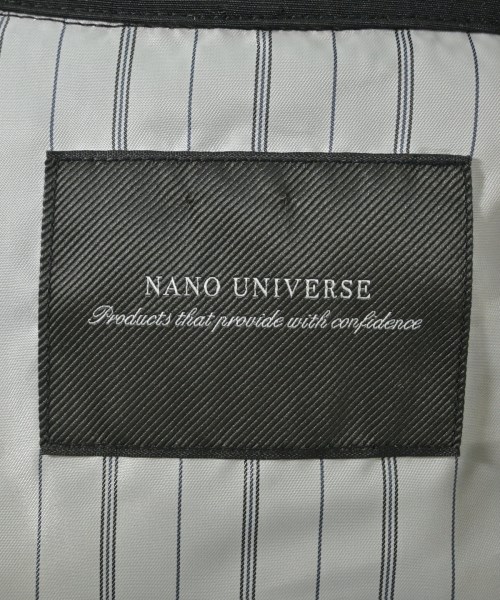 NANO UNIVERSE
Products that provide with confidence